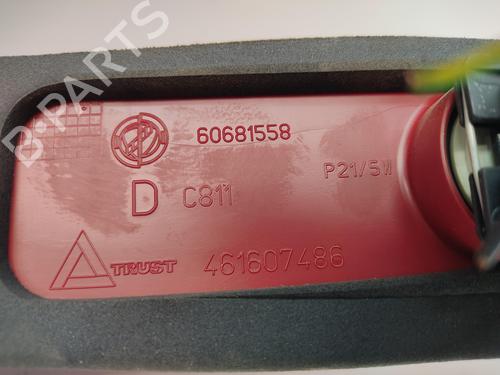 B-PARTS
60681558
D C811 P21/5W
TRUST 461607486